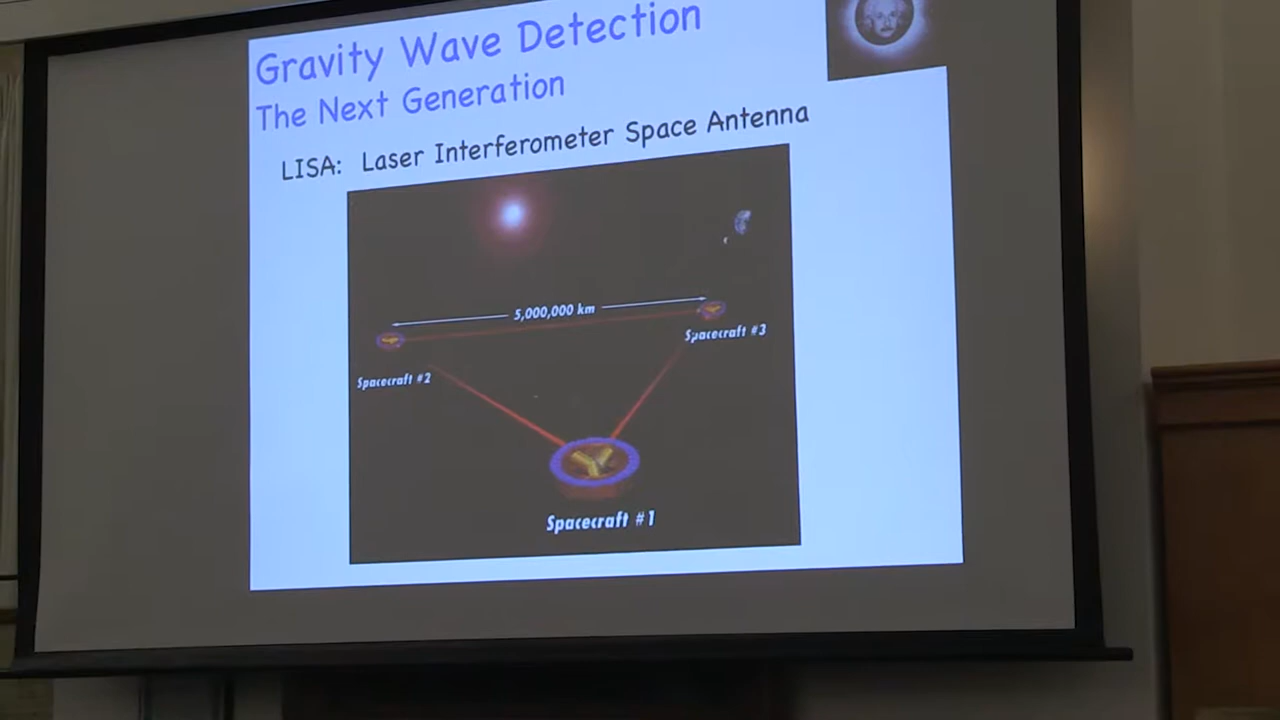 Gravity Wave Detection
The Next Generation
LISA: Laser Interferometer Space Antenna
5,000,000 km
Spacecraft #3
Spacecraft #2
Spacecraft #1